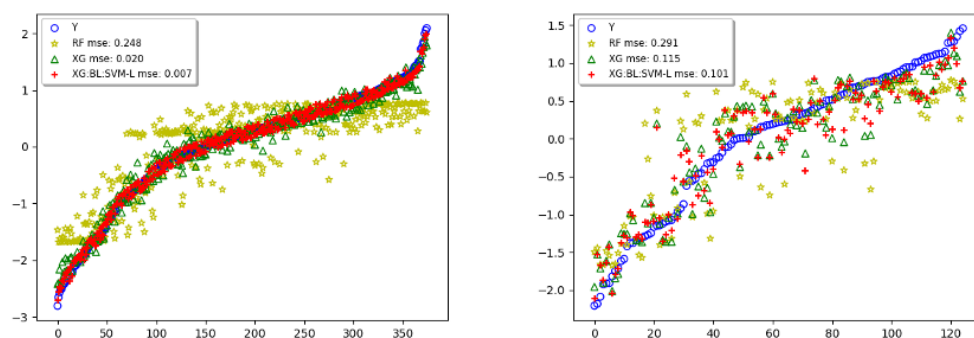 Y
RF mse: 0.248
XG mse: 0.020
XG:BL:SVM-L mse: 0.007
2
1
0
−1
−2
−3
0 50 100 150 200 250 300 350
Y
RF mse: 0.291
XG mse: 0.115
XG:BL:SVM-L mse: 0.101
1.5
1.0
0.5
0.0
−0.5
−1.0
−1.5
−2.0
0 20 40 60 80 100 120